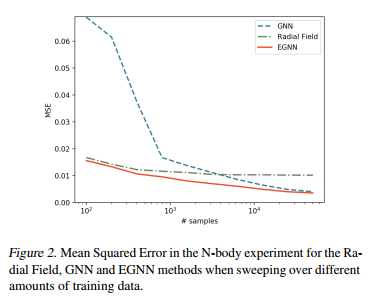 GNN
Radial Field
EGNN
0.06
0.05
0.04
0.03
0.02
0.01
0.00
MSE
10²
10³
10⁴
# samples
Figure 2. Mean Squared Error in the N-body experiment for the Ra-
dial Field, GNN and EGNN methods when sweeping over different
amounts of training data.